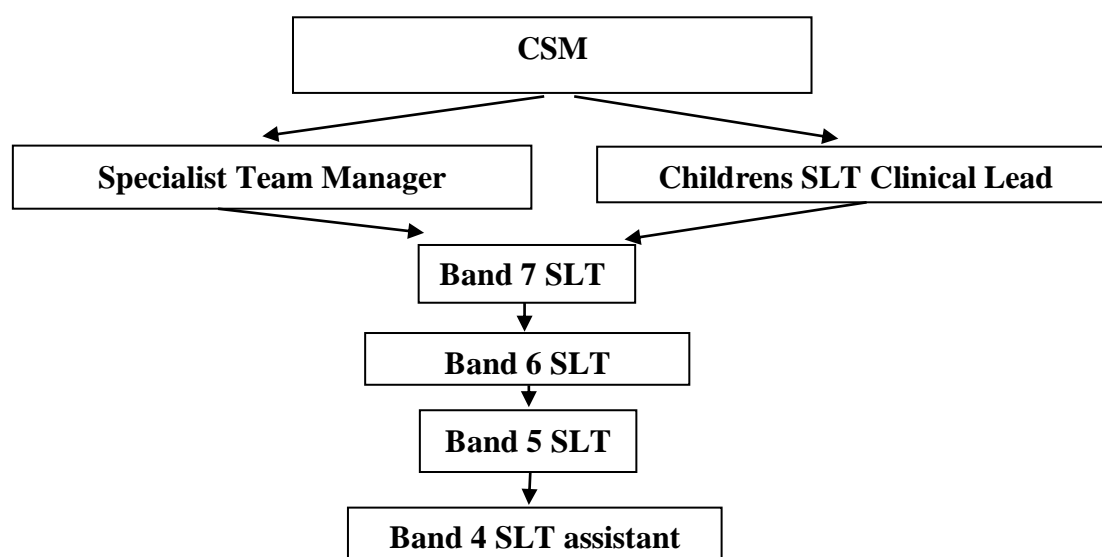 CSM
Specialist Team Manager
Childrens SLT Clinical Lead
Band 7 SLT
Band 6 SLT
Band 5 SLT
Band 4 SLT assistant